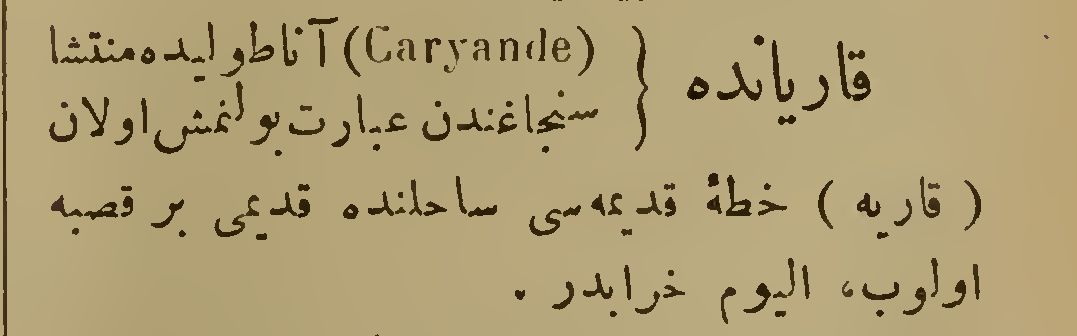 قاریانده { (Caryande) آناطولیده منتشا
سنجاغندن عبارت بولنمش اولان
( قاریه ) خطهٔ قدیمه‌سی ساحلنده قدیمی بر قصبه
اولوب، الیوم خرابدر .